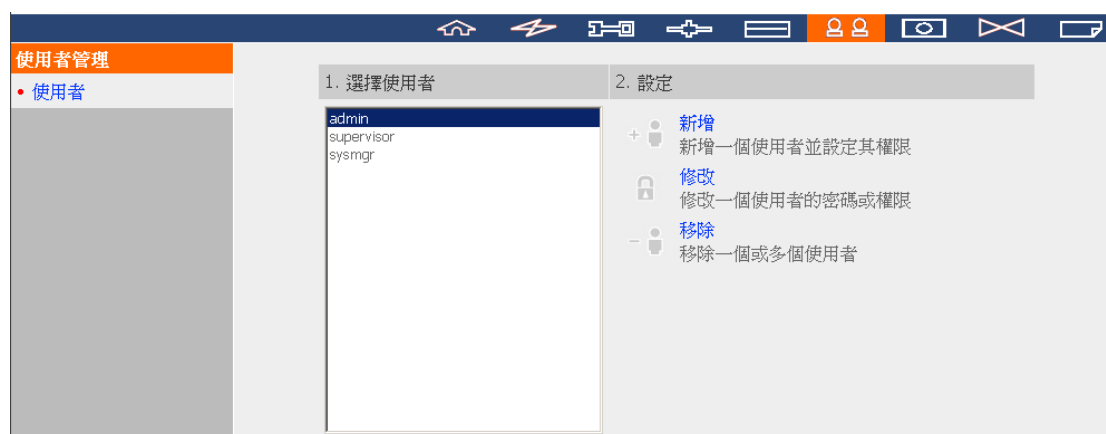 使用者管理
• 使用者
1. 選擇使用者
2. 設定
admin
supervisor
sysmgr
新增
新增一個使用者並設定其權限
修改
修改一個使用者的密碼或權限
移除
移除一個或多個使用者